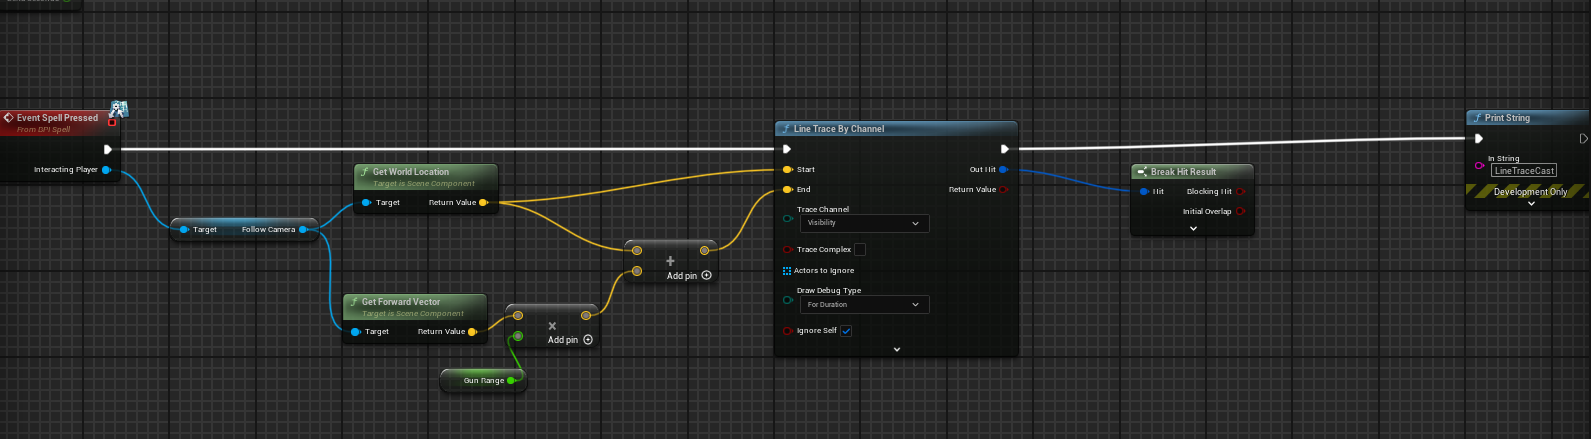 Event Spell Pressed
From BPI Spell
Interacting Player
Target
Follow Camera
Get World Location
Target is Scene Component
Target
Return Value
Get Forward Vector
Target is Scene Component
Target
Return Value
Gun Range
×
Add pin
+
Add pin
Line Trace By Channel
Start
Out Hit
End
Return Value
Trace Channel
Visibility
Trace Complex
Actors to Ignore
Draw Debug Type
For Duration
Ignore Self
Break Hit Result
Hit
Blocking Hit
Initial Overlap
Print String
In String
LineTraceCast
Development Only